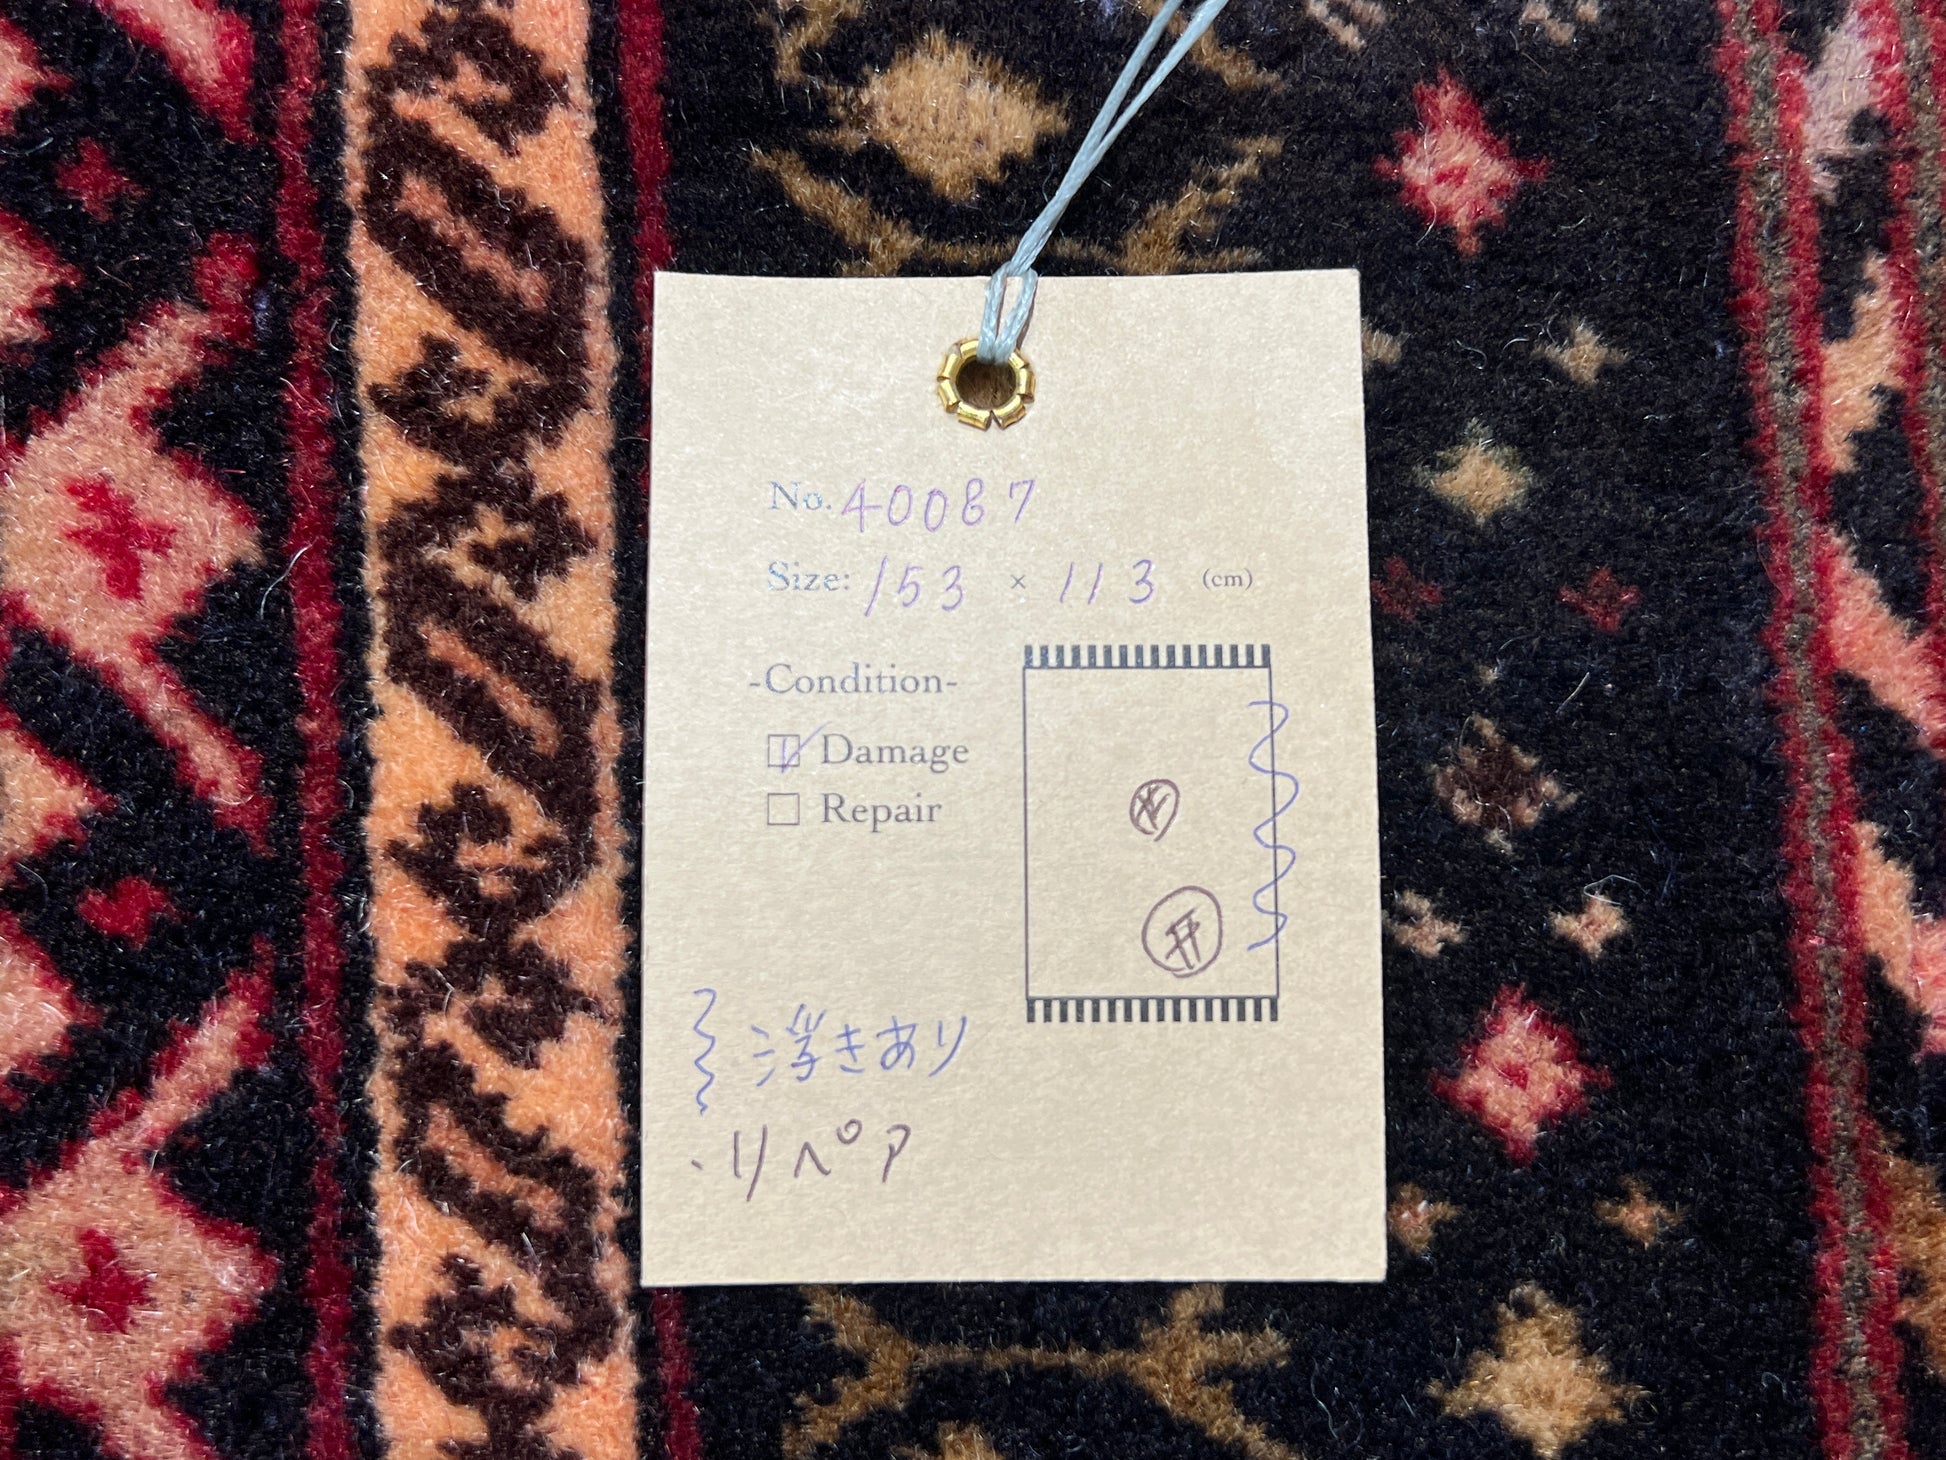 No. 40087
Size: 153 × 113 (cm)
-Condition-
Damage
Repair
浮きあり
・リペア